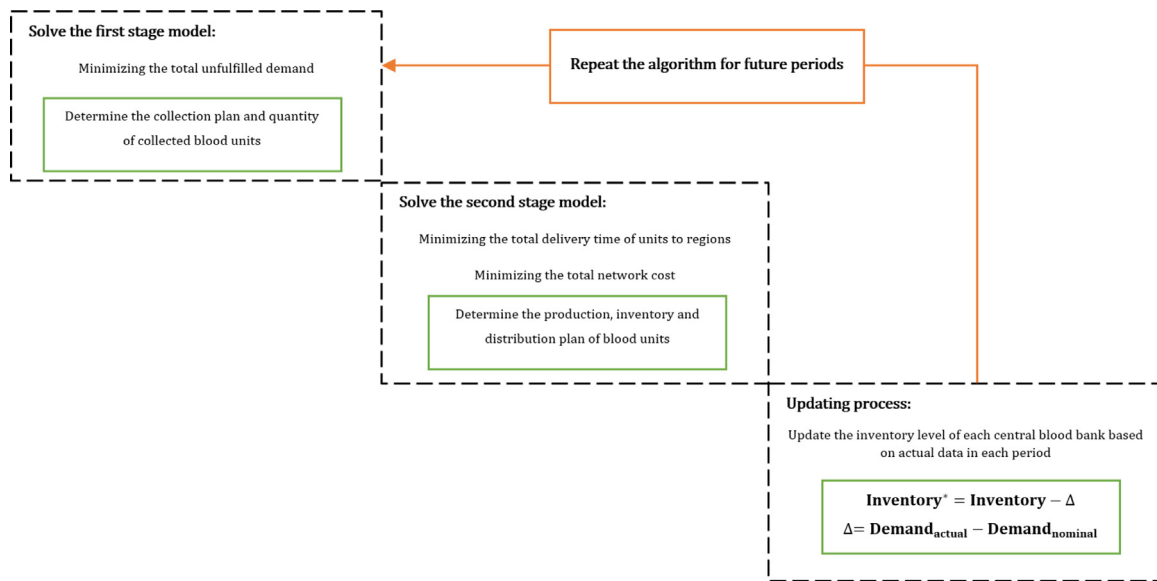 Solve the first stage model:
Minimizing the total unfulfilled demand
Determine the collection plan and quantity
of collected blood units
Repeat the algorithm for future periods
Solve the second stage model:
Minimizing the total delivery time of units to regions
Minimizing the total network cost
Determine the production, inventory and
distribution plan of blood units
Updating process:
Update the inventory level of each central blood bank based
on actual data in each period
Inventory* = Inventory − Δ
Δ= Demand_actual − Demand_nominal